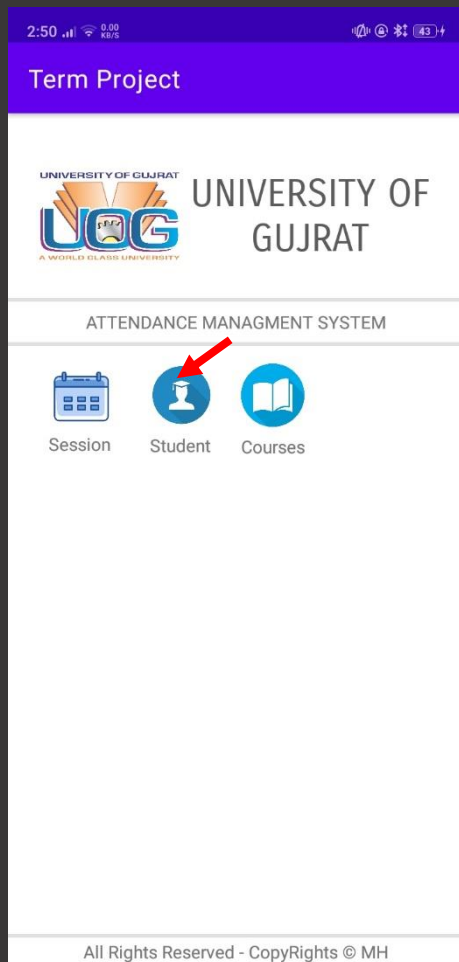 2:50 0.00 KB/S 43
Term Project
UNIVERSITY OF GUJRAT
UOG
A WORLD CLASS UNIVERSITY
UNIVERSITY OF
GUJRAT
ATTENDANCE MANAGMENT SYSTEM
Session Student Courses
All Rights Reserved - CopyRights © MH